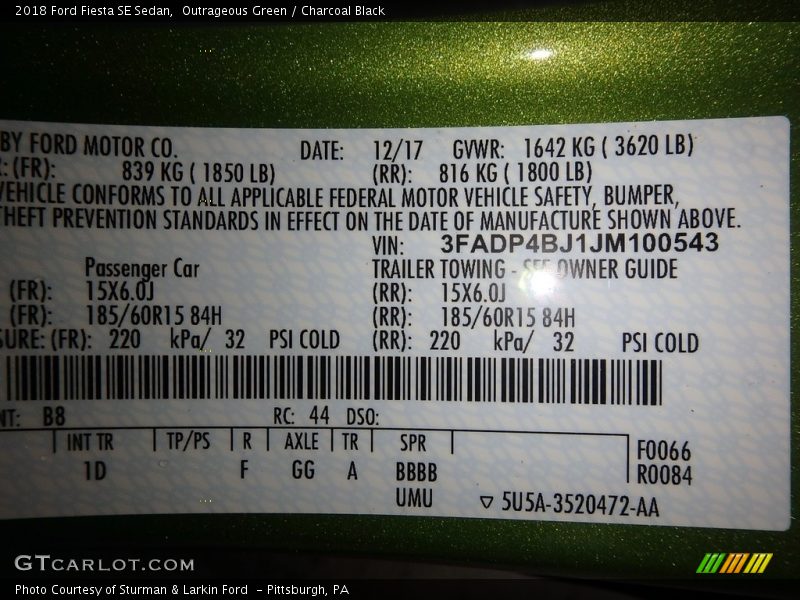 2018 Ford Fiesta SE Sedan, Outrageous Green / Charcoal Black
BY FORD MOTOR CO. DATE: 12/17 GVWR: 1642 KG ( 3620 LB)
(FR): 839 KG ( 1850 LB) (RR): 816 KG ( 1800 LB)
VEHICLE CONFORMS TO ALL APPLICABLE FEDERAL MOTOR VEHICLE SAFETY, BUMPER,
THEFT PREVENTION STANDARDS IN EFFECT ON THE DATE OF MANUFACTURE SHOWN ABOVE.
VIN: 3FADP4BJ1JM100543
Passenger Car TRAILER TOWING - SEE OWNER GUIDE
(FR): 15X6.0J (RR): 15X6.0J
(FR): 185/60R15 84H (RR): 185/60R15 84H
SURE: (FR): 220 kPa/ 32 PSI COLD (RR): 220 kPa/ 32 PSI COLD
NT: B8 RC: 44 DSO:
INT TR TP/PS R AXLE TR SPR F0066
1D F GG A BBBB R0084
UMU ▽ 5U5A-3520472-AA
GTCARLOT.COM
Photo Courtesy of Sturman & Larkin Ford - Pittsburgh, PA